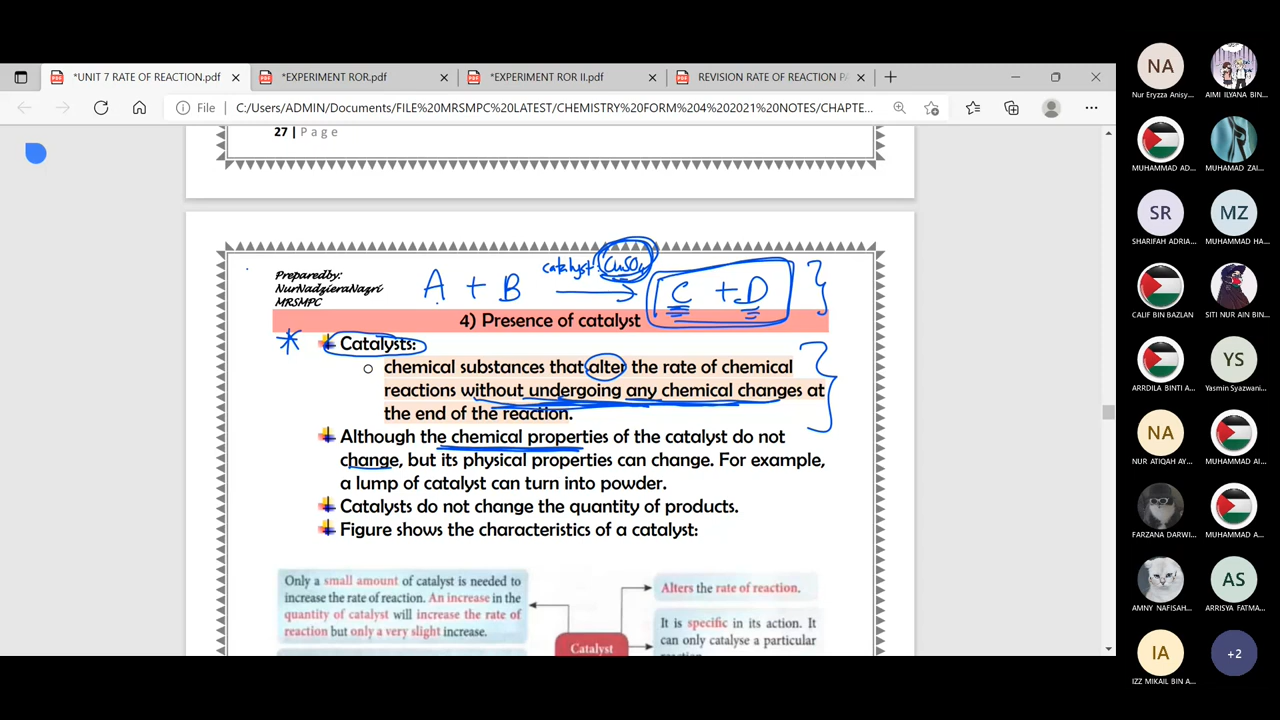 *UNIT 7 RATE OF REACTION.pdf
*EXPERIMENT ROR.pdf
*EXPERIMENT ROR II.pdf
REVISION RATE OF REACTION PA
File
C:/Users/ADMIN/Documents/FILE%20MRSMPC%20LATEST/CHEMISTRY%20FORM%204%202021%20NOTES/CHAPTE...
27 | Page
Prepared by:
NurNadzieraNazri
MRSMPC
catalyst: CuSO4
A + B → C + D
4) Presence of catalyst
* Catalysts:
chemical substances that alter the rate of chemical
reactions without undergoing any chemical changes at
the end of the reaction.
Although the chemical properties of the catalyst do not
change, but its physical properties can change. For example,
a lump of catalyst can turn into powder.
Catalysts do not change the quantity of products.
Figure shows the characteristics of a catalyst:
Only a small amount of catalyst is needed to
increase the rate of reaction. An increase in the
quantity of catalyst will increase the rate of
reaction but only a very slight increase.
Alters the rate of reaction.
It is specific in its action. It
can only catalyse a particular
Catalyst
NA
Nur Eryzza Anisy...
AIMI ILYANA BIN...
MUHAMMAD AD...
MUHAMAD ZAI...
SR
SHARIFAH ADRIA...
MZ
MUHAMMAD HA...
CALIF BIN BAZLAN
SITI NUR AIN BIN...
ARRDILA BINTI A...
YS
Yasmin Syazwani...
NA
NUR ATIQAH AY...
MUHAMMAD AI...
FARZANA DARWI...
MUHAMMAD A...
AMNY NAFISAH...
AS
ARRISYA FATMA...
IA
IZZ MIKAIL BIN A...
+2